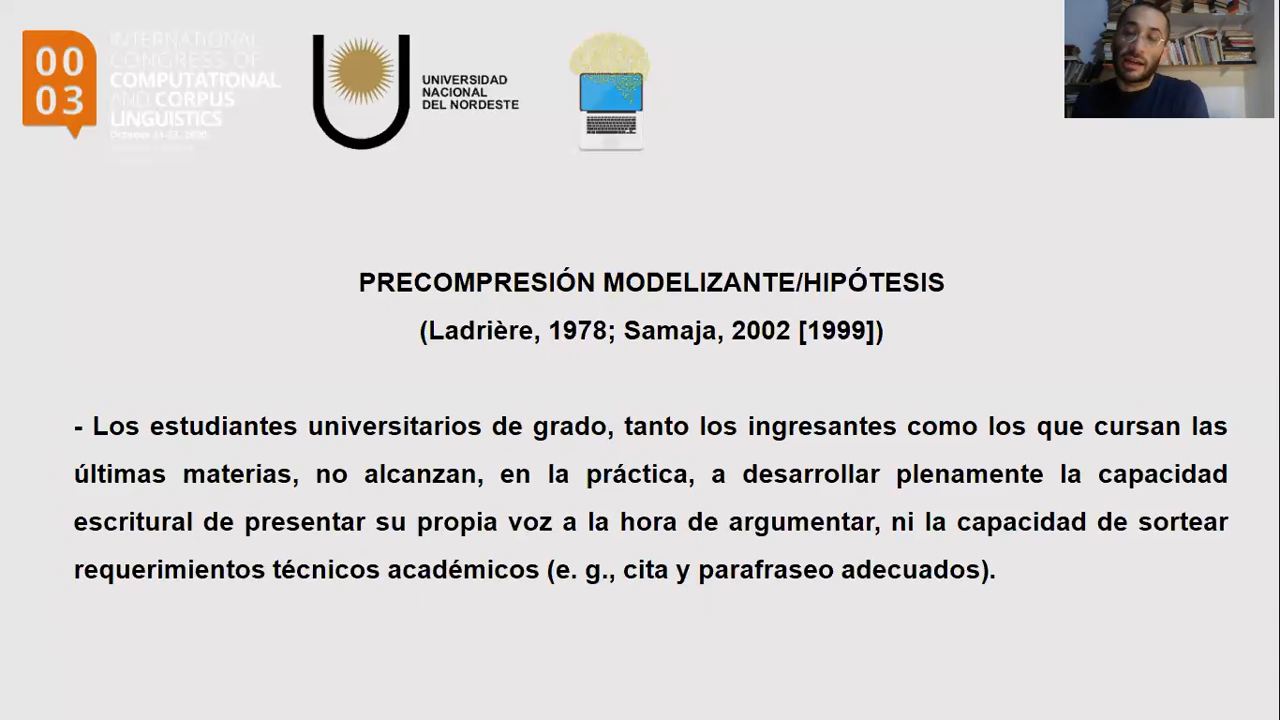 00
03
INTERNATIONAL
CONGRESS OF
COMPUTATIONAL
AND CORPUS
LINGUISTICS
UNIVERSIDAD
NACIONAL
DEL NORDESTE
PRECOMPRESIÓN MODELIZANTE/HIPÓTESIS
(Ladrière, 1978; Samaja, 2002 [1999])
- Los estudiantes universitarios de grado, tanto los ingresantes como los que cursan las
últimas materias, no alcanzan, en la práctica, a desarrollar plenamente la capacidad
escritural de presentar su propia voz a la hora de argumentar, ni la capacidad de sortear
requerimientos técnicos académicos (e. g., cita y parafraseo adecuados).